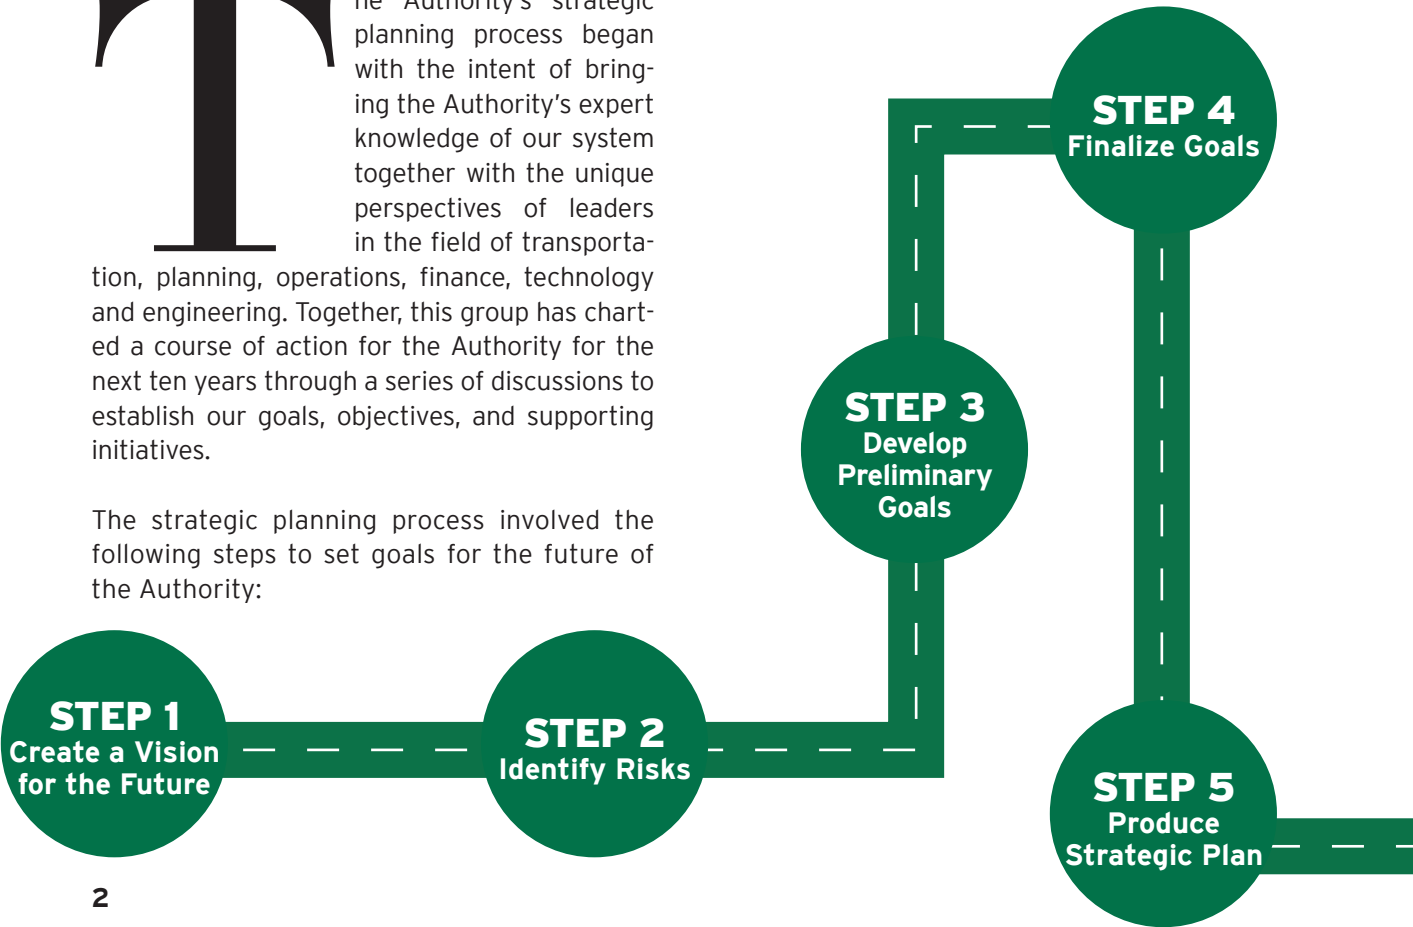 The Authority's strategic
planning process began
with the intent of bring-
ing the Authority’s expert
knowledge of our system
together with the unique
perspectives of leaders
in the field of transporta-
tion, planning, operations, finance, technology
and engineering. Together, this group has chart-
ed a course of action for the Authority for the
next ten years through a series of discussions to
establish our goals, objectives, and supporting
initiatives.
The strategic planning process involved the
following steps to set goals for the future of
the Authority:
STEP 1
Create a Vision
for the Future
STEP 2
Identify Risks
STEP 3
Develop
Preliminary
Goals
STEP 4
Finalize Goals
STEP 5
Produce
Strategic Plan
2